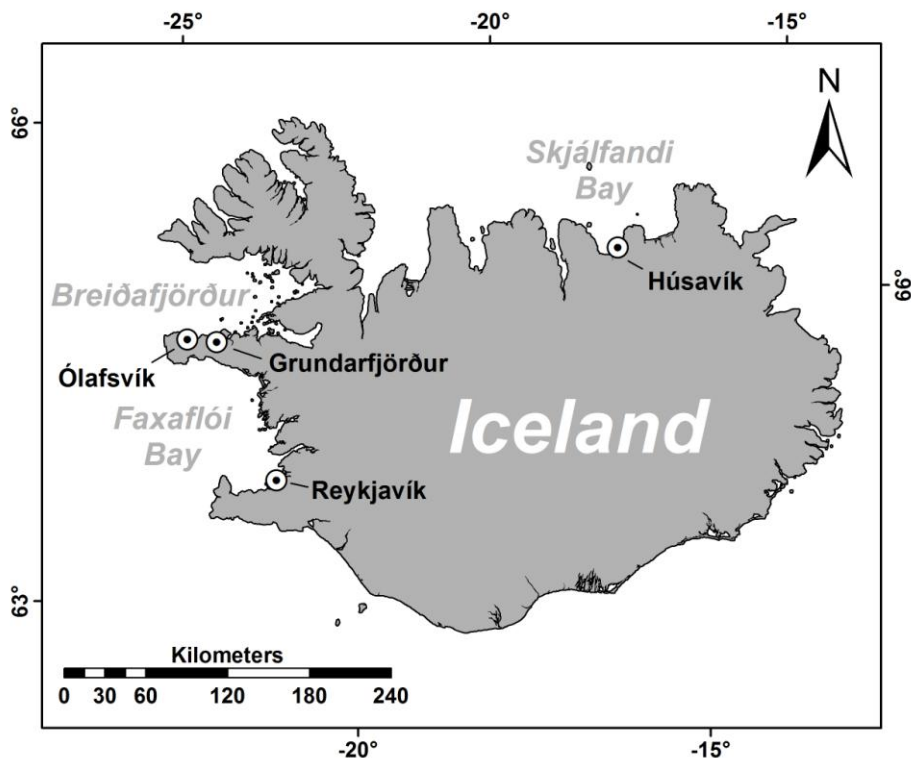 -25°
-20°
-15°
N
66°
Skjálfandi
Bay
Húsavík
66°
Breiðafjörður
Grundarfjörður
Ólafsvík
Faxaflói
Bay
Iceland
Reykjavík
63°
Kilometers
0 30 60 120 180 240
-20°
-15°